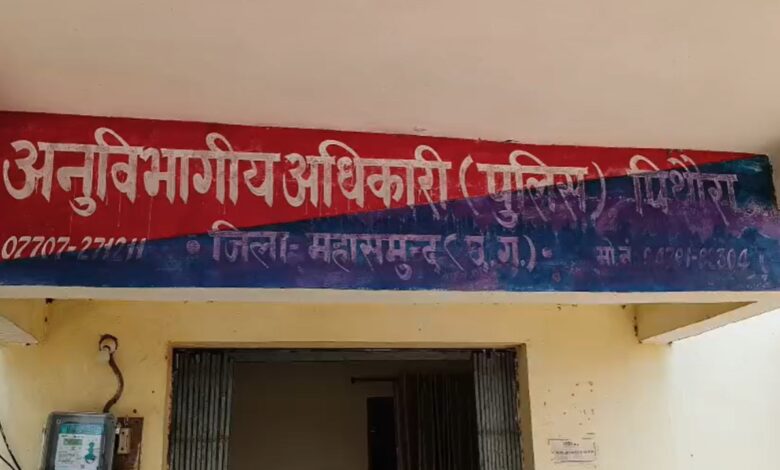 अनुविभागीय अधिकारी (पुलिस) पिथौरा
07707-271211 • जिला- महासमुन्द (छ.ग.) • मो.नं.